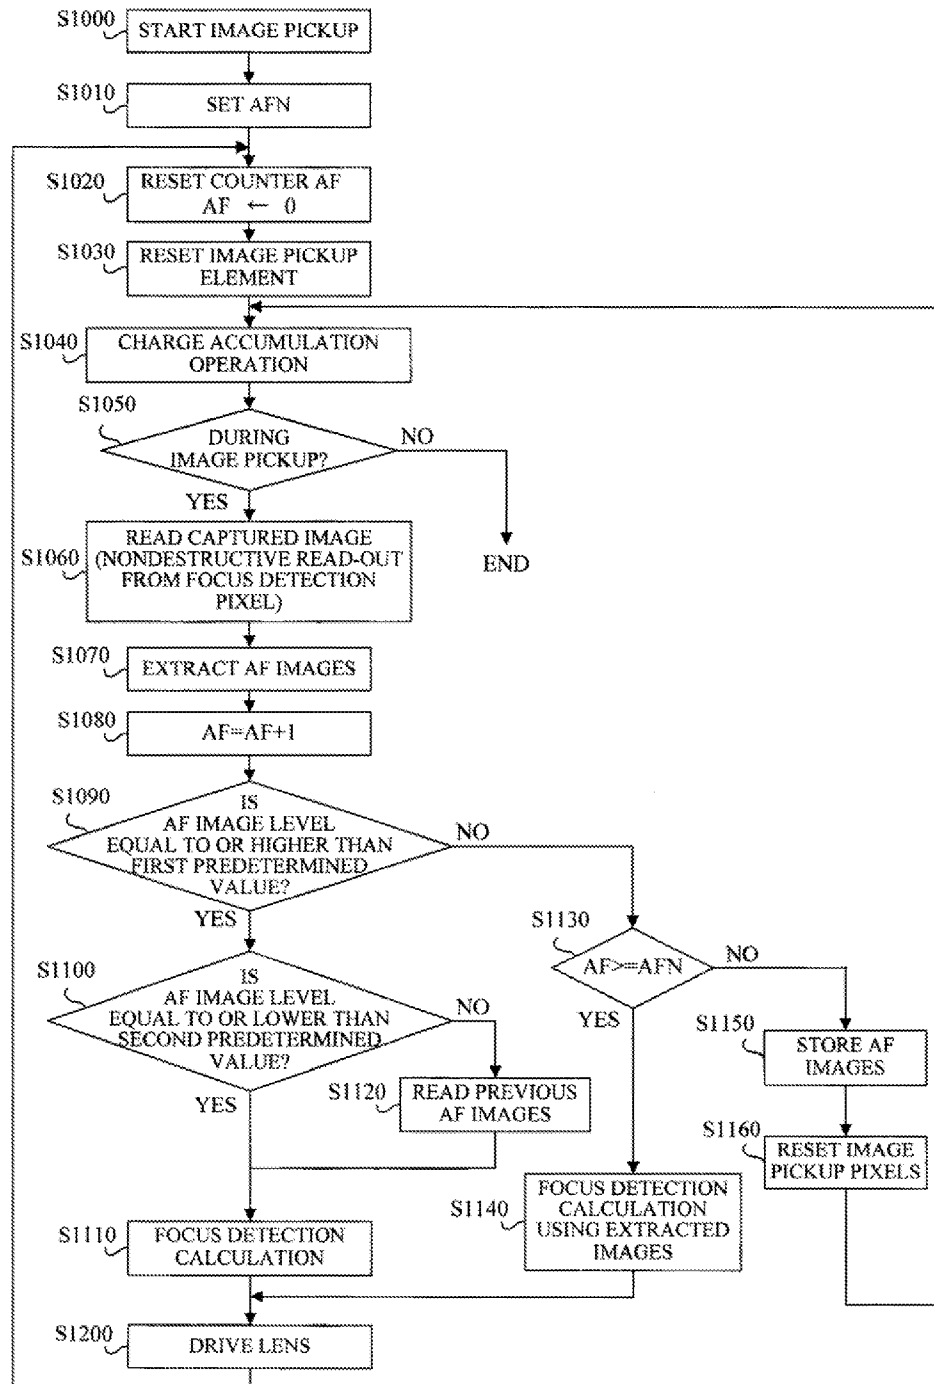 S1000
START IMAGE PICKUP
S1010
SET AFN
S1020
RESET COUNTER AF
AF ← 0
S1030
RESET IMAGE PICKUP
ELEMENT
S1040
CHARGE ACCUMULATION
OPERATION
S1050
DURING
IMAGE PICKUP?
NO
YES
END
S1060
READ CAPTURED IMAGE
(NONDESTRUCTIVE READ-OUT
FROM FOCUS DETECTION
PIXEL)
S1070
EXTRACT AF IMAGES
S1080
AF=AF+1
S1090
IS
AF IMAGE LEVEL
EQUAL TO OR HIGHER THAN
FIRST PREDETERMINED
VALUE?
NO
YES
S1100
IS
AF IMAGE LEVEL
EQUAL TO OR LOWER THAN
SECOND PREDETERMINED
VALUE?
NO
YES
S1120
READ PREVIOUS
AF IMAGES
S1130
AF>=AFN
NO
YES
S1150
STORE AF
IMAGES
S1160
RESET IMAGE
PICKUP PIXELS
S1140
FOCUS DETECTION
CALCULATION
USING EXTRACTED
IMAGES
S1110
FOCUS DETECTION
CALCULATION
S1200
DRIVE LENS